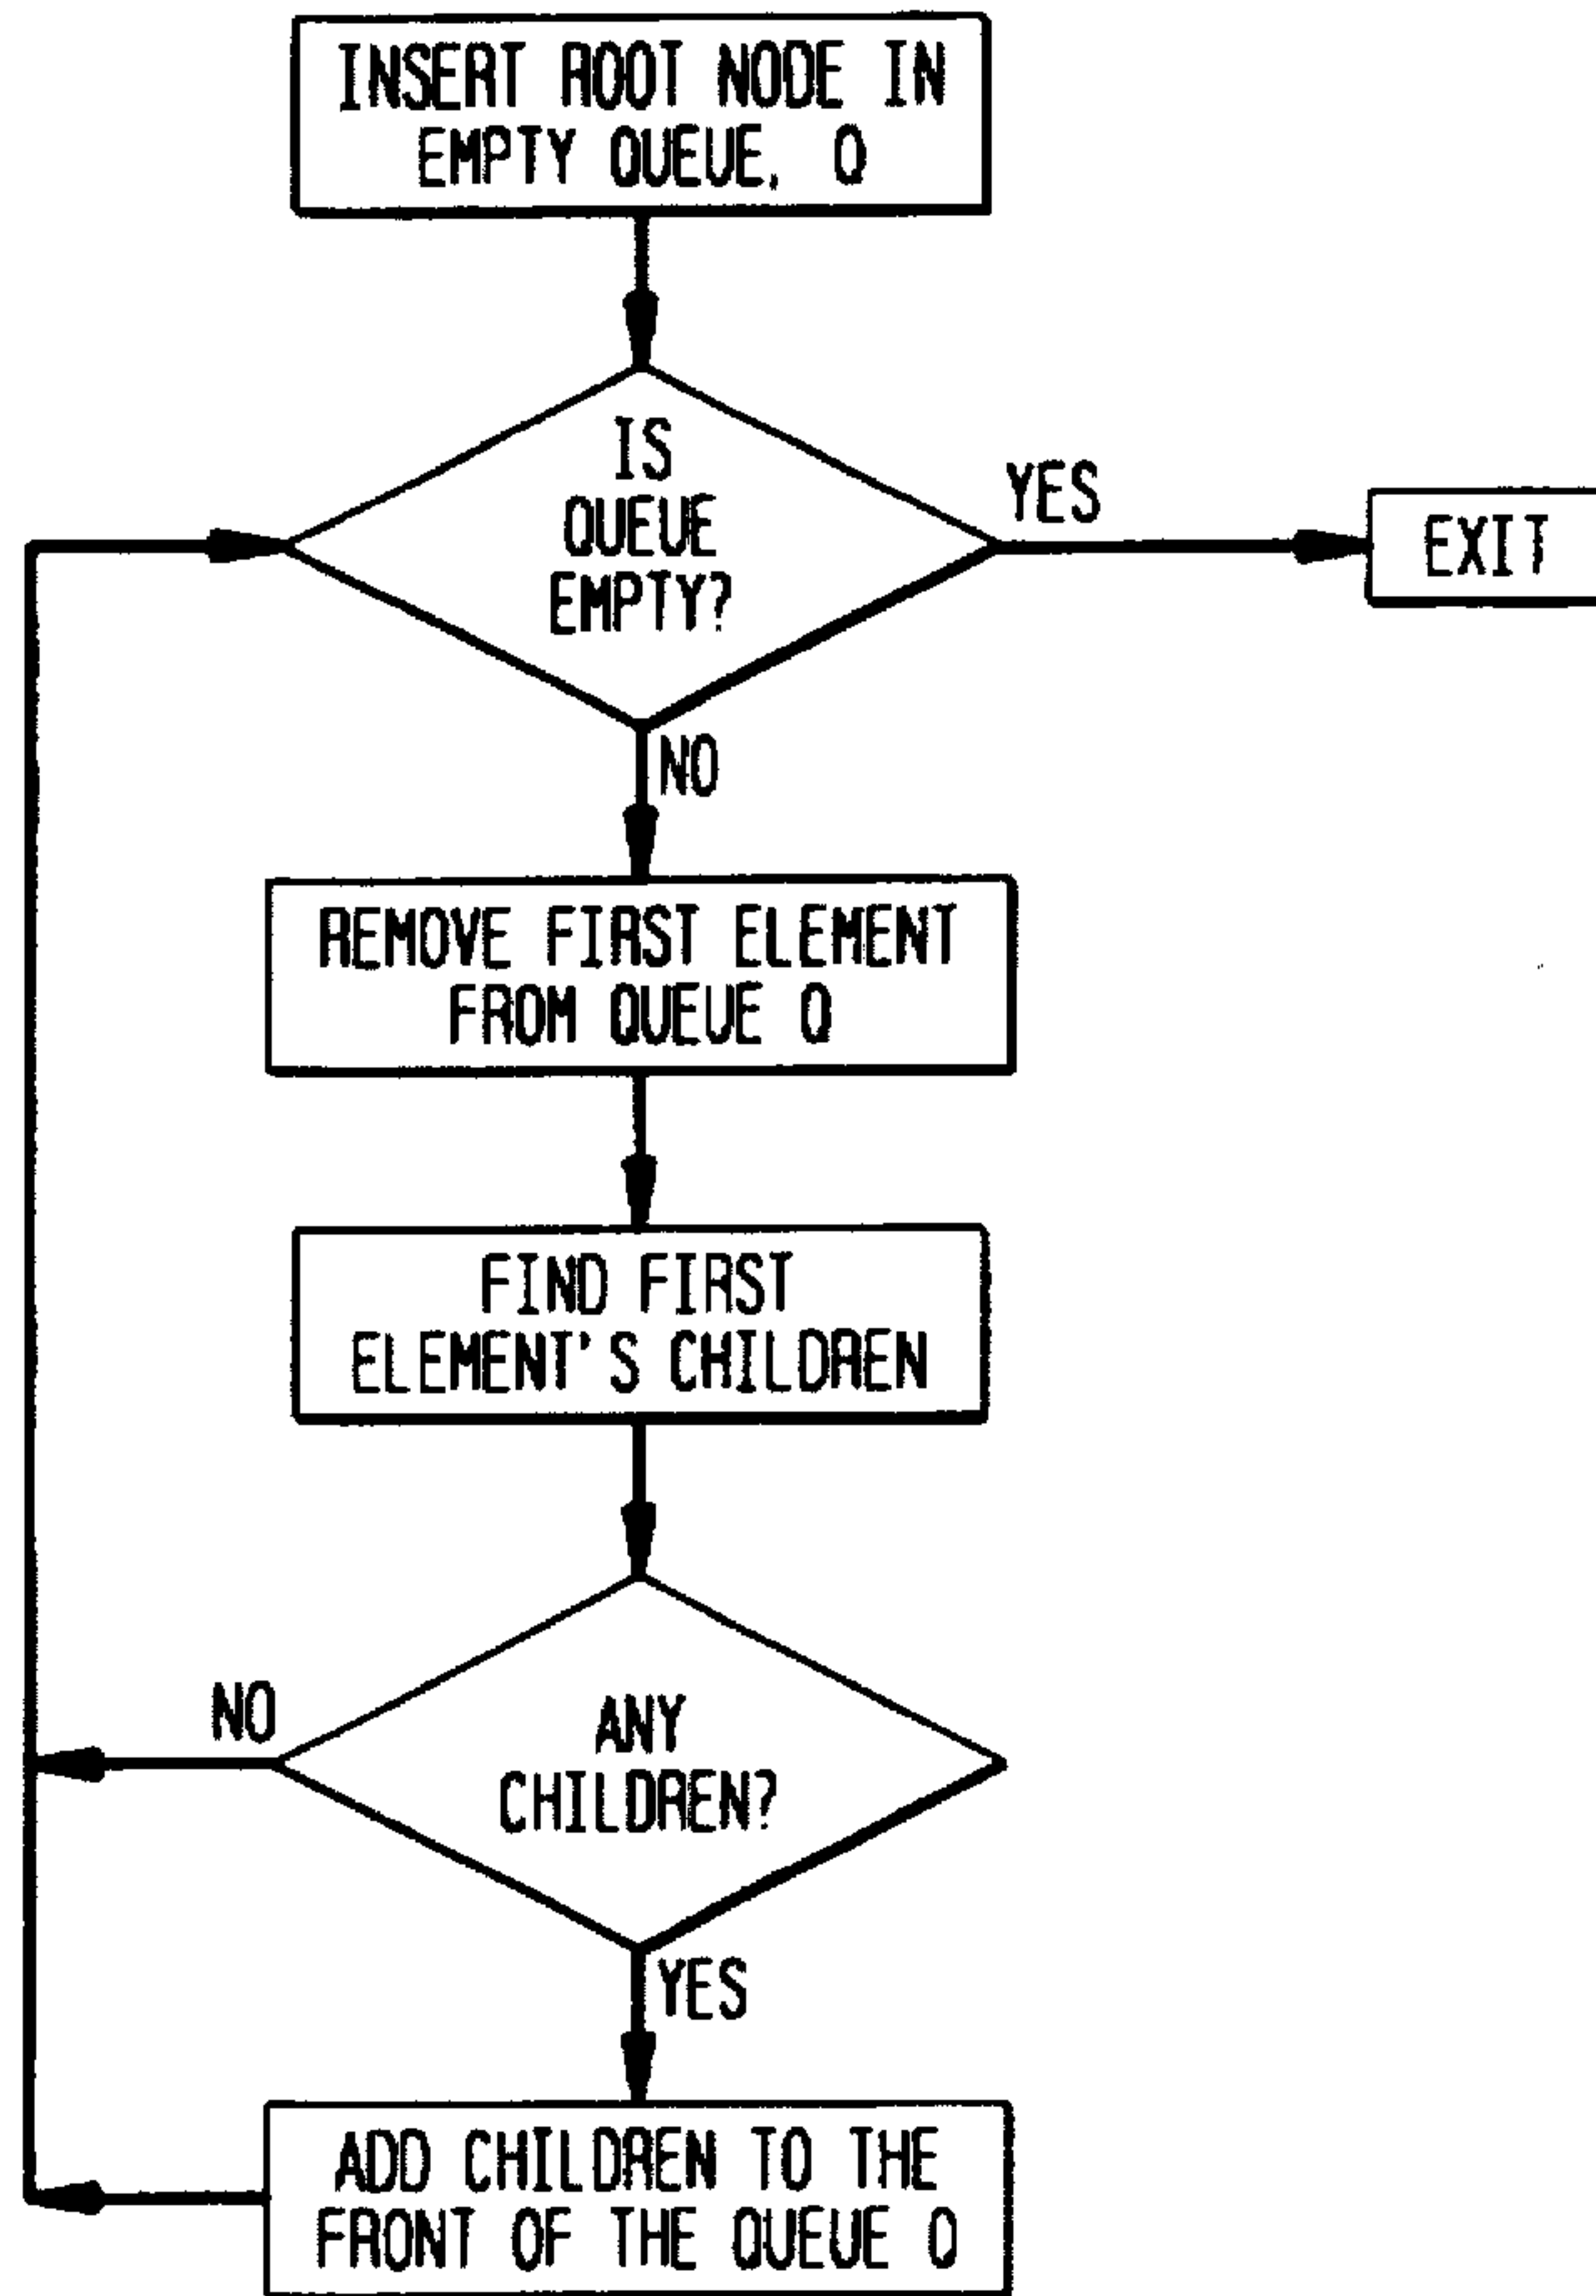 INSERT ROOT NODE IN
EMPTY QUEUE, Q
IS
QUEUE
EMPTY?
YES
EXIT
NO
REMOVE FIRST ELEMENT
FROM QUEUE Q
FIND FIRST
ELEMENT'S CHILDREN
ANY
CHILDREN?
NO
YES
ADD CHILDREN TO THE
FRONT OF THE QUEUE Q